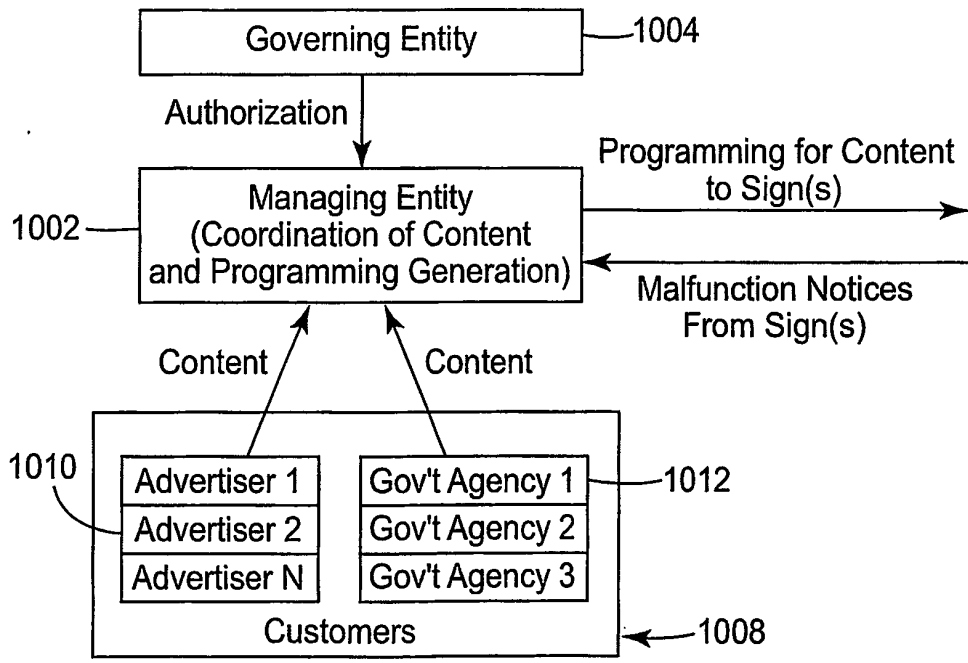 Governing Entity
1004
Authorization
Programming for Content
to Sign(s)
1002
Managing Entity
(Coordination of Content
and Programming Generation)
Malfunction Notices
From Sign(s)
Content
Content
1010
Advertiser 1
Advertiser 2
Advertiser N
Gov't Agency 1
Gov't Agency 2
Gov't Agency 3
1012
Customers
1008